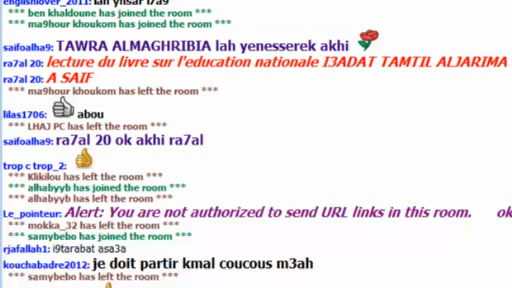 englishlover_2011: lah ynsar i7a9
*** ben khaldoune has joined the room ***
*** ma9hour khoukom has joined the room ***
saifoalha9: TAWRA ALMAGHRIBIA lah yenesserek akhi
ra7al 20: lecture du livre sur l'education nationale I3ADAT TAMTIL ALJARIMA
ra7al 20: A SAIF
*** ma9hour khoukom has left the room ***
lilas1706: abou
*** LHAJ PC has left the room ***
saifoalha9: ra7al 20 ok akhi ra7al
trop c trop_2:
*** Klikilou has left the room ***
*** alhabyyb has joined the room ***
*** alhabyyb has left the room ***
Le_pointeur: Alert: You are not authorized to send URL links in this room. ok
*** mokka_32 has left the room ***
*** samybebo has joined the room ***
rjafallah1: i9tarabat asa3a
kouchabadre2012: je doit partir kmal coucous m3ah
*** samybebo has left the room ***